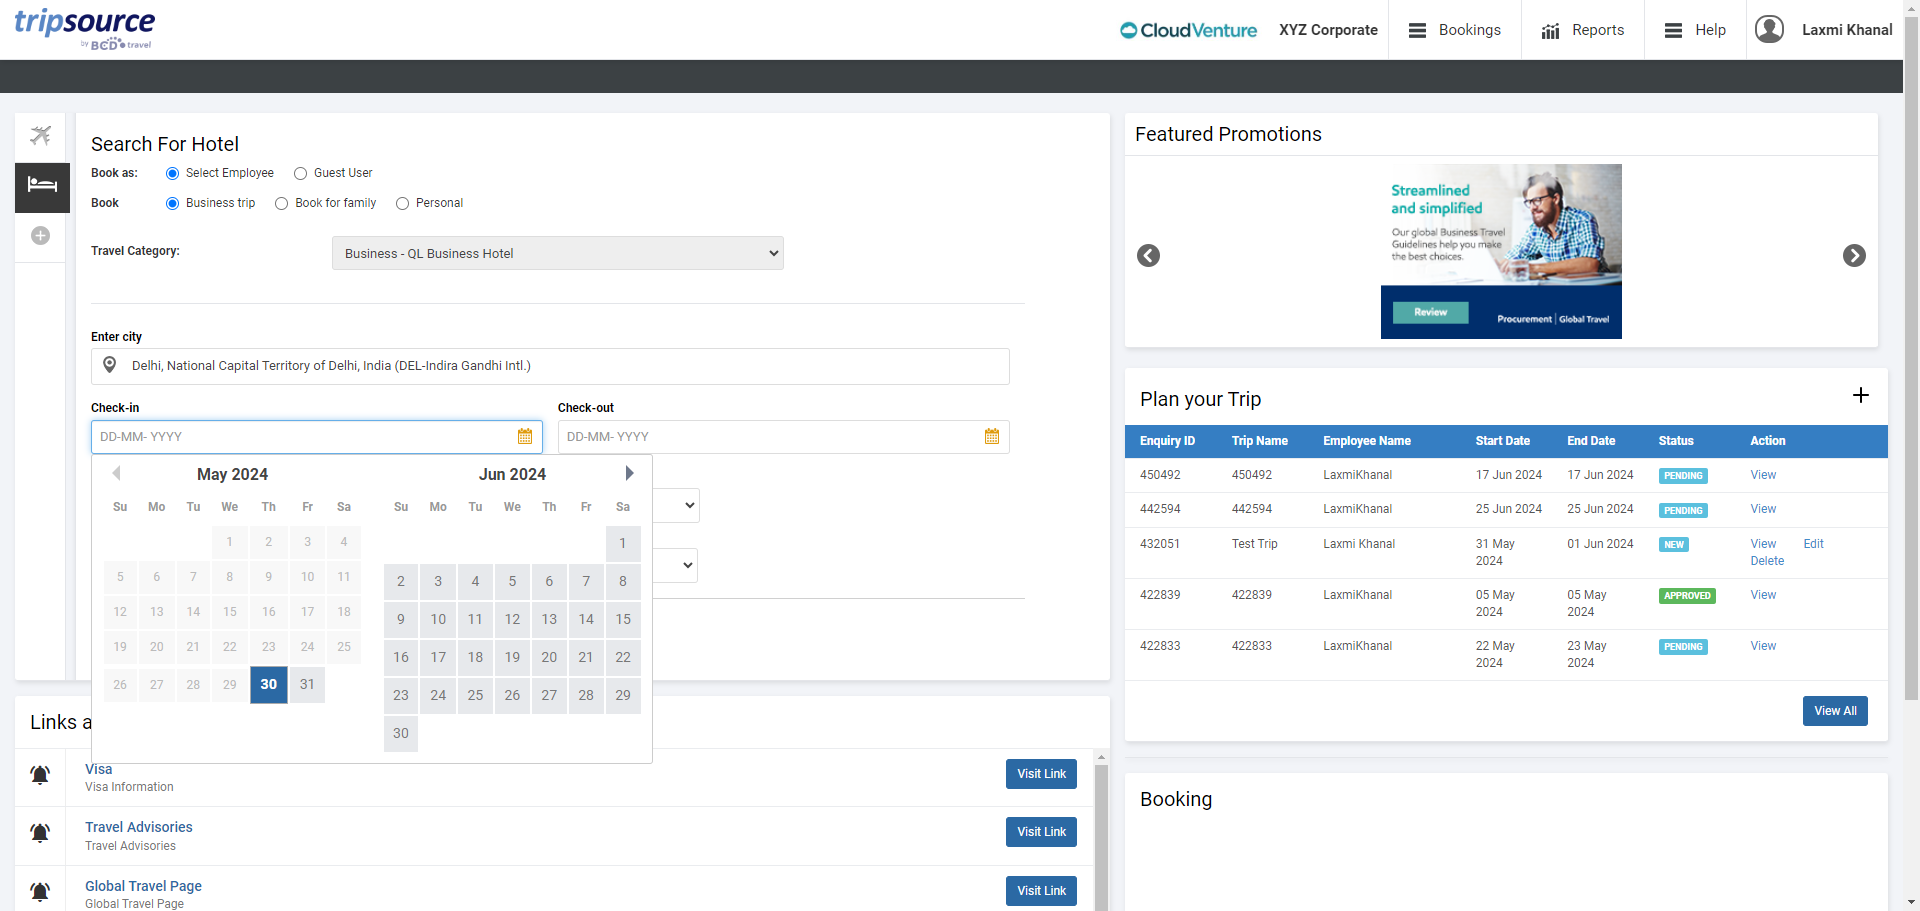 tripsource
by BCD travel
CloudVenture
XYZ Corporate
Bookings
Reports
Help
Laxmi Khanal
Search For Hotel
Book as:
Select Employee
Guest User
Book
Business trip
Book for family
Personal
Travel Category:
Business - QL Business Hotel
Enter city
Delhi, National Capital Territory of Delhi, India (DEL-Indira Gandhi Intl.)
Check-in
Check-out
DD-MM- YYYY
DD-MM- YYYY
May 2024
Su Mo Tu We Th Fr Sa
1 2 3 4
5 6 7 8 9 10 11
12 13 14 15 16 17 18
19 20 21 22 23 24 25
26 27 28 29 30 31
Jun 2024
Su Mo Tu We Th Fr Sa
1
2 3 4 5 6 7 8
9 10 11 12 13 14 15
16 17 18 19 20 21 22
23 24 25 26 27 28 29
30
Links a
Visa
Visa Information
Visit Link
Travel Advisories
Travel Advisories
Visit Link
Global Travel Page
Global Travel Page
Visit Link
Featured Promotions
Streamlined
and simplified
Our global Business Travel
Guidelines help you make
the best choices.
Review
Procurement | Global Travel
Plan your Trip
Enquiry ID Trip Name Employee Name Start Date End Date Status Action
450492 450492 LaxmiKhanal 17 Jun 2024 17 Jun 2024 PENDING View
442594 442594 LaxmiKhanal 25 Jun 2024 25 Jun 2024 PENDING View
432051 Test Trip Laxmi Khanal 31 May 01 Jun 2024 NEW View Edit
2024 Delete
422839 422839 LaxmiKhanal 05 May 05 May APPROVED View
2024 2024
422833 422833 LaxmiKhanal 22 May 23 May PENDING View
2024 2024
View All
Booking